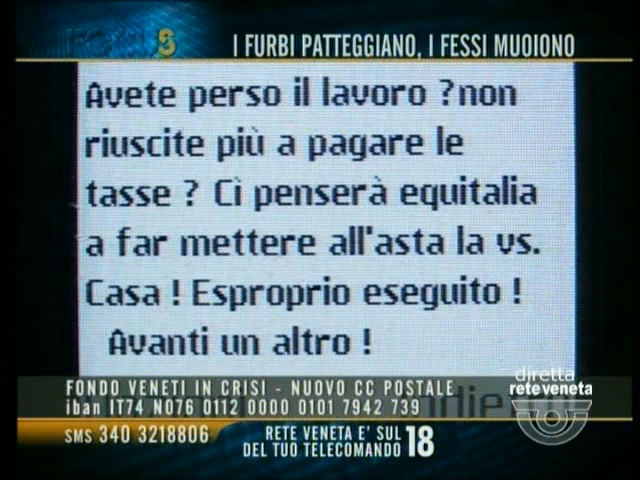 FOCUS
I FURBI PATTEGGIANO, I FESSI MUOIONO
Avete perso il lavoro ?non
riuscite più a pagare le
tasse ? Ci penserà equitalia
a far mettere all'asta la vs.
Casa ! Esproprio eseguito !
Avanti un altro !
diretta
reteveneta
FONDO VENETI IN CRISI - NUOVO CC POSTALE
iban IT74 N076 0112 0000 0101 7942 739
SMS 340 3218806
RETE VENETA E' SUL
DEL TUO TELECOMANDO 18